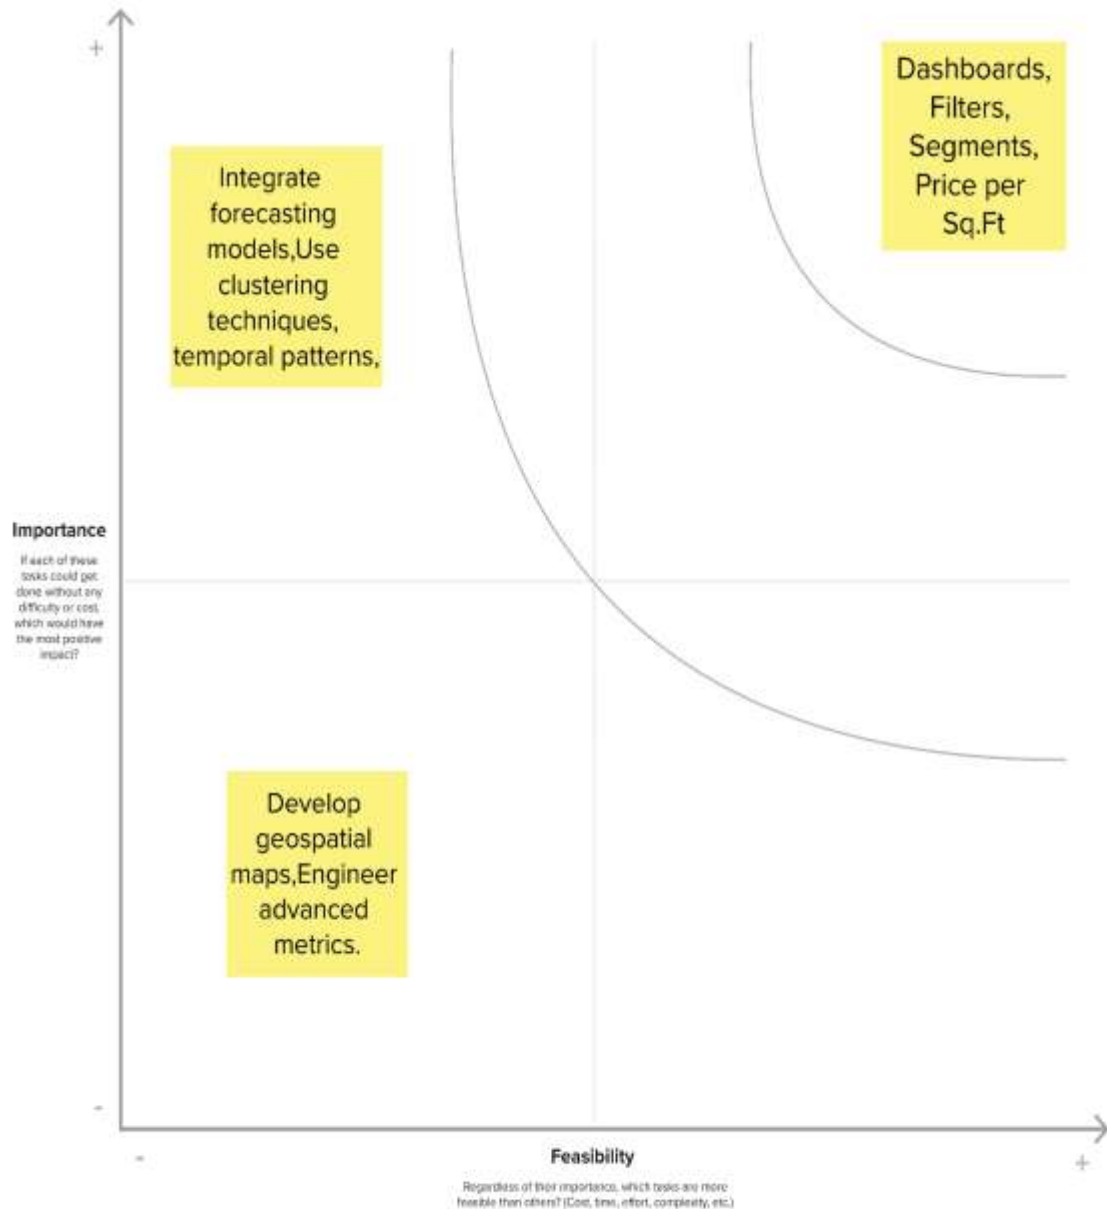 +
Dashboards,
Filters,
Segments,
Price per
Sq.Ft
Integrate
forecasting
models,Use
clustering
techniques,
temporal patterns,
Importance
If each of these
tasks could get
done without any
difficulty or cost,
which would have
the most positive
impact?
Develop
geospatial
maps,Engineer
advanced
metrics.
-
-
Feasibility
+
Regardless of their importance, which tasks are more
feasible than others? (Cost, time, effort, complexity, etc.)